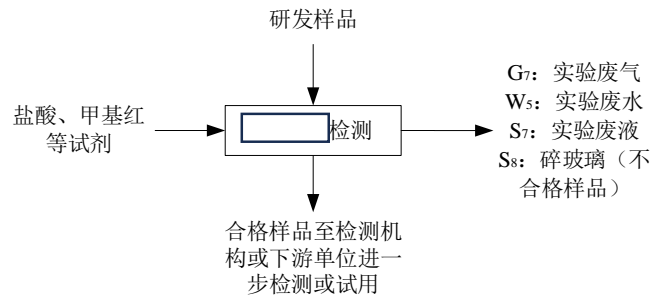 研发样品
盐酸、甲基红
等试剂
检测
G7：实验废气
W5：实验废水
S7：实验废液
S8：碎玻璃（不
合格样品）
合格样品至检测机
构或下游单位进一
步检测或试用